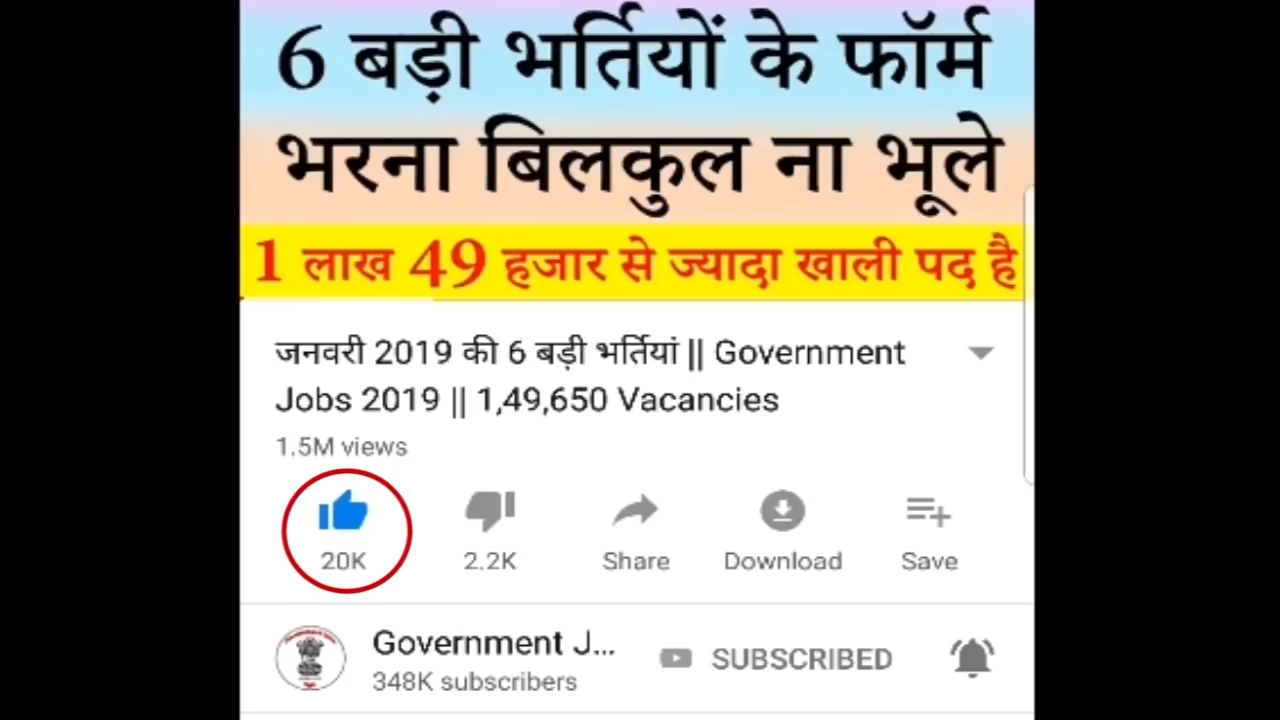 6 बड़ी भर्तियों के फॉर्म
भरना बिलकुल ना भूले
1 लाख 49 हजार से ज्यादा खाली पद है
जनवरी 2019 की 6 बड़ी भर्तियां || Government
Jobs 2019 || 1,49,650 Vacancies
1.5M views
20K 2.2K Share Download Save
Government J... SUBSCRIBED
348K subscribers